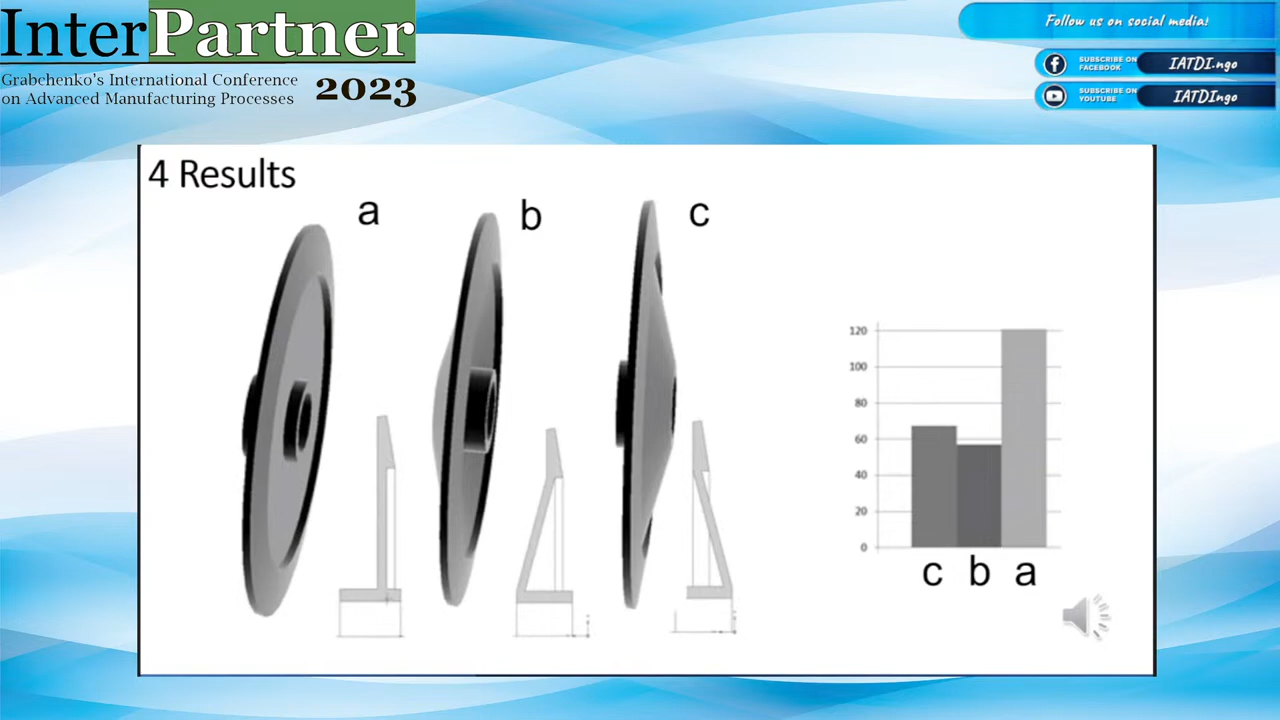 InterPartner
Grabchenko's International Conference
on Advanced Manufacturing Processes
2023
Follow us on social media!
SUBSCRIBE ON
FACEBOOK
IATDI.ngo
SUBSCRIBE ON
YOUTUBE
IATDIngo
4 Results
a
b
c
120
100
80
60
40
20
0
c b a